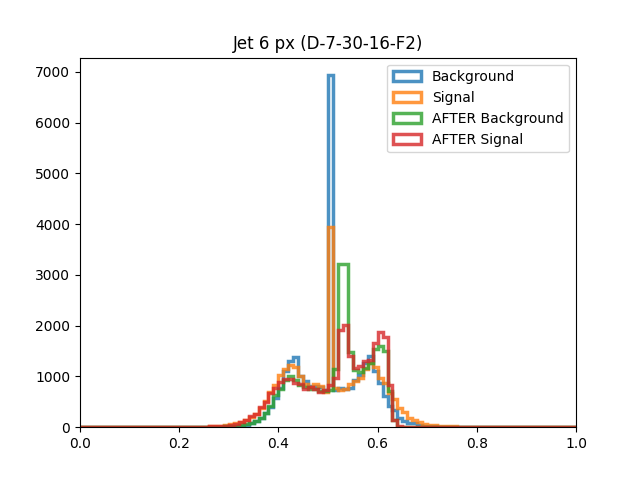 Jet 6 px (D-7-30-16-F2)
7000
6000
5000
4000
3000
2000
1000
0
Background
Signal
AFTER Background
AFTER Signal
0.0 0.2 0.4 0.6 0.8 1.0